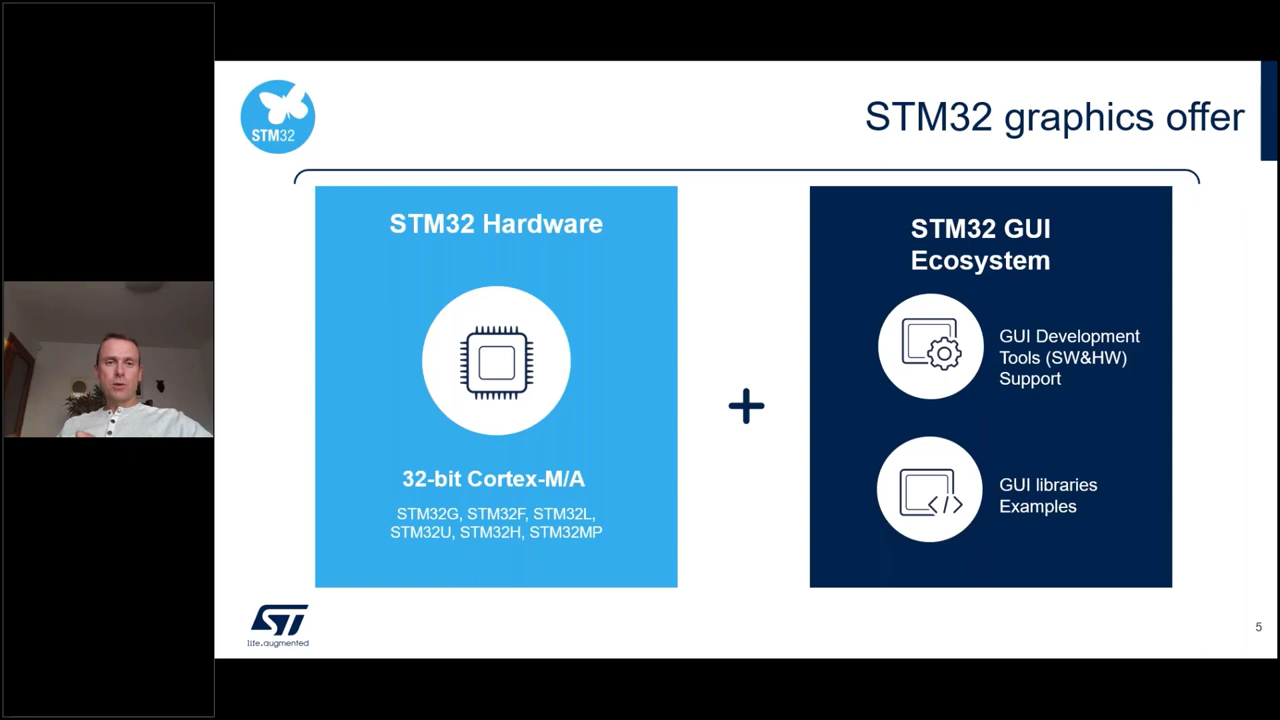 STM32
STM32 graphics offer
STM32 Hardware
32-bit Cortex-M/A
STM32G, STM32F, STM32L,
STM32U, STM32H, STM32MP
STM32 GUI
Ecosystem
GUI Development
Tools (SW&HW)
Support
GUI libraries
Examples
ST
life.augmented
5